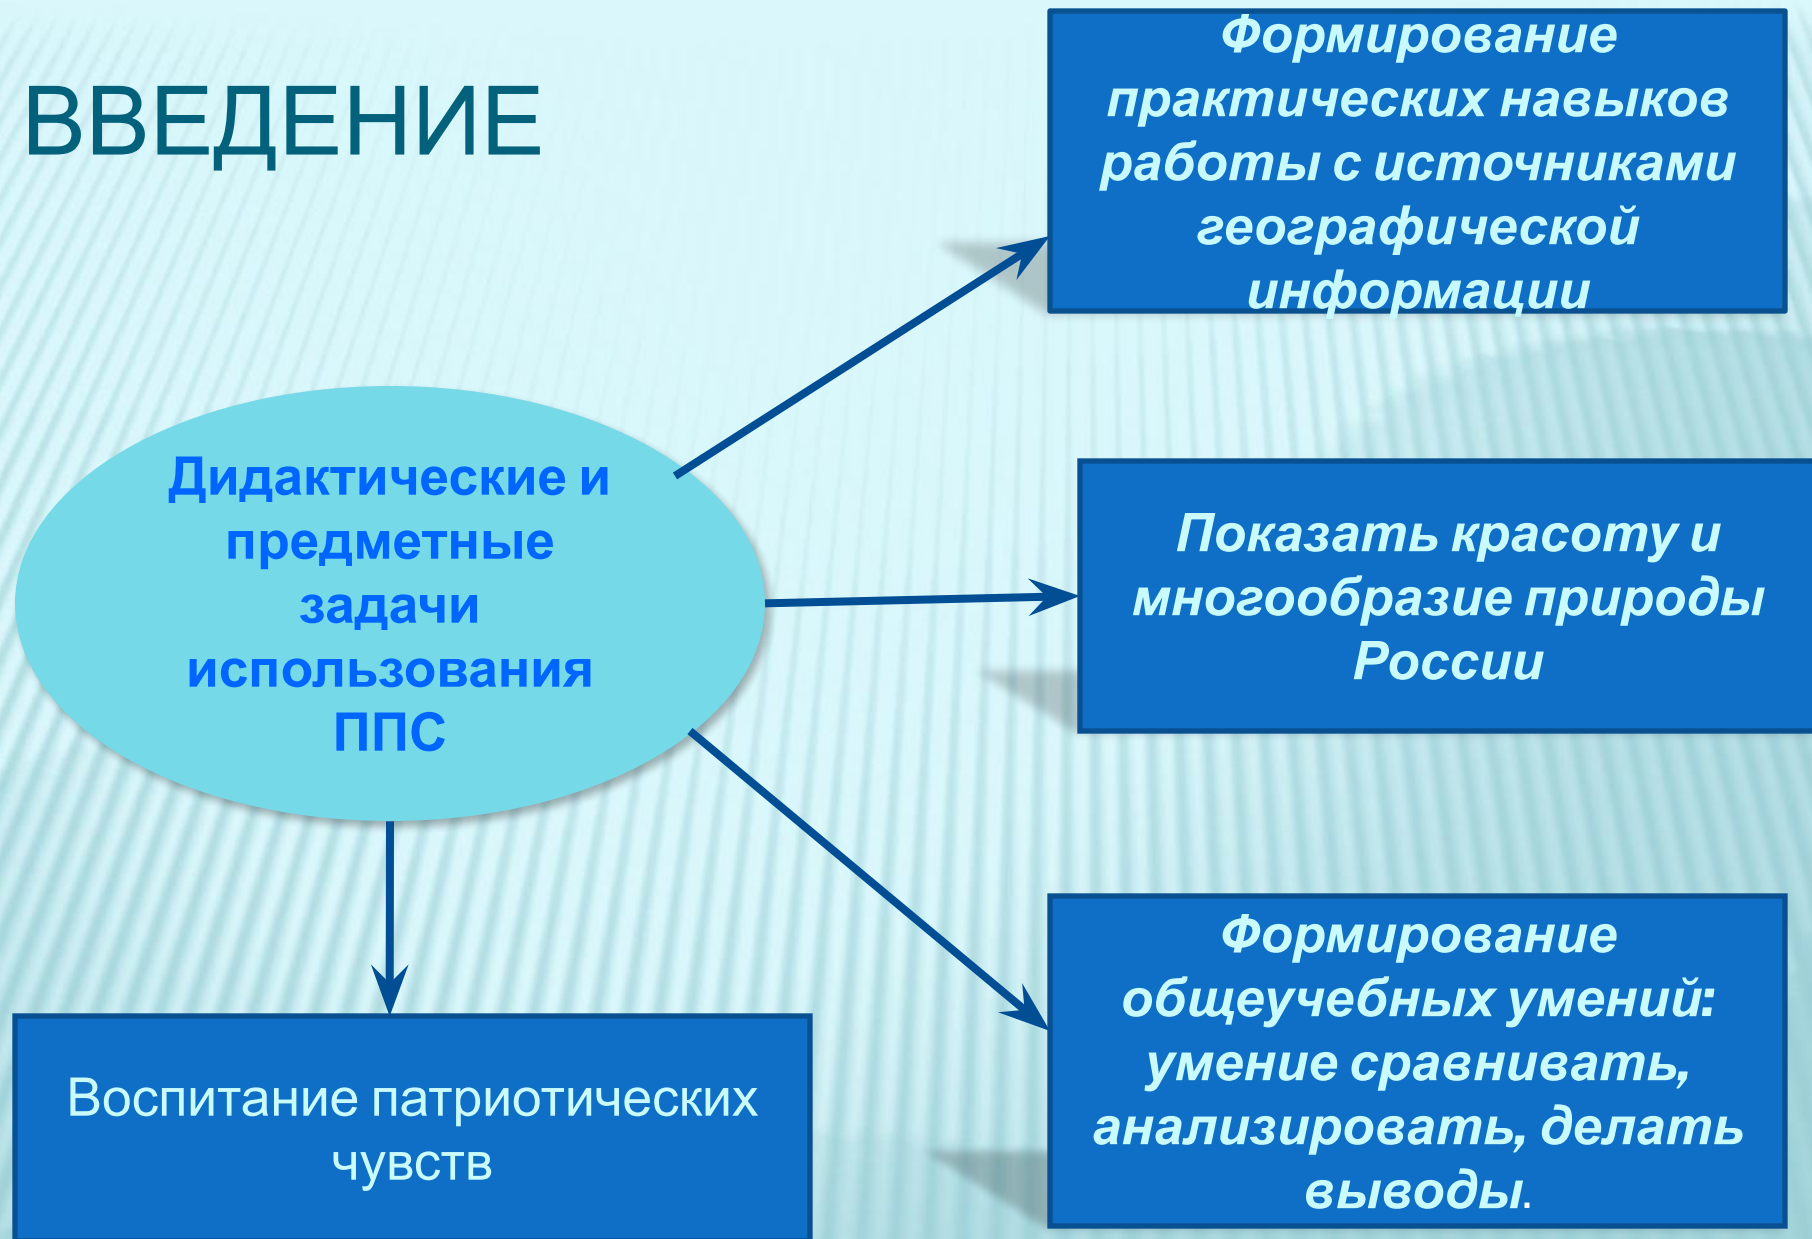 ВВЕДЕНИЕ
Формирование
практических навыков
работы с источниками
географической
информации
Дидактические и
предметные
задачи
использования
ППС
Показать красоту и
многообразие природы
России
Формирование
общеучебных умений:
умение сравнивать,
анализировать, делать
выводы.
Воспитание патриотических
чувств